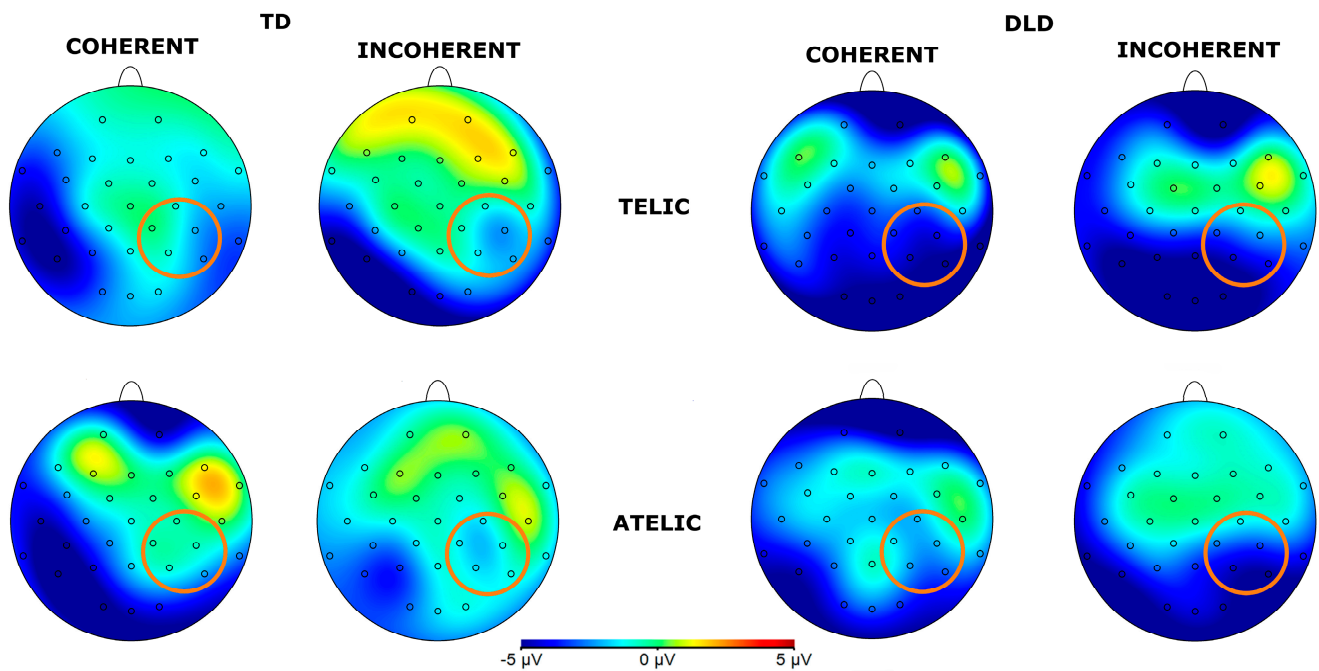 TD
DLD
COHERENT
INCOHERENT
COHERENT
INCOHERENT
TELIC
ATELIC
-5 µV
0 µV
5 µV